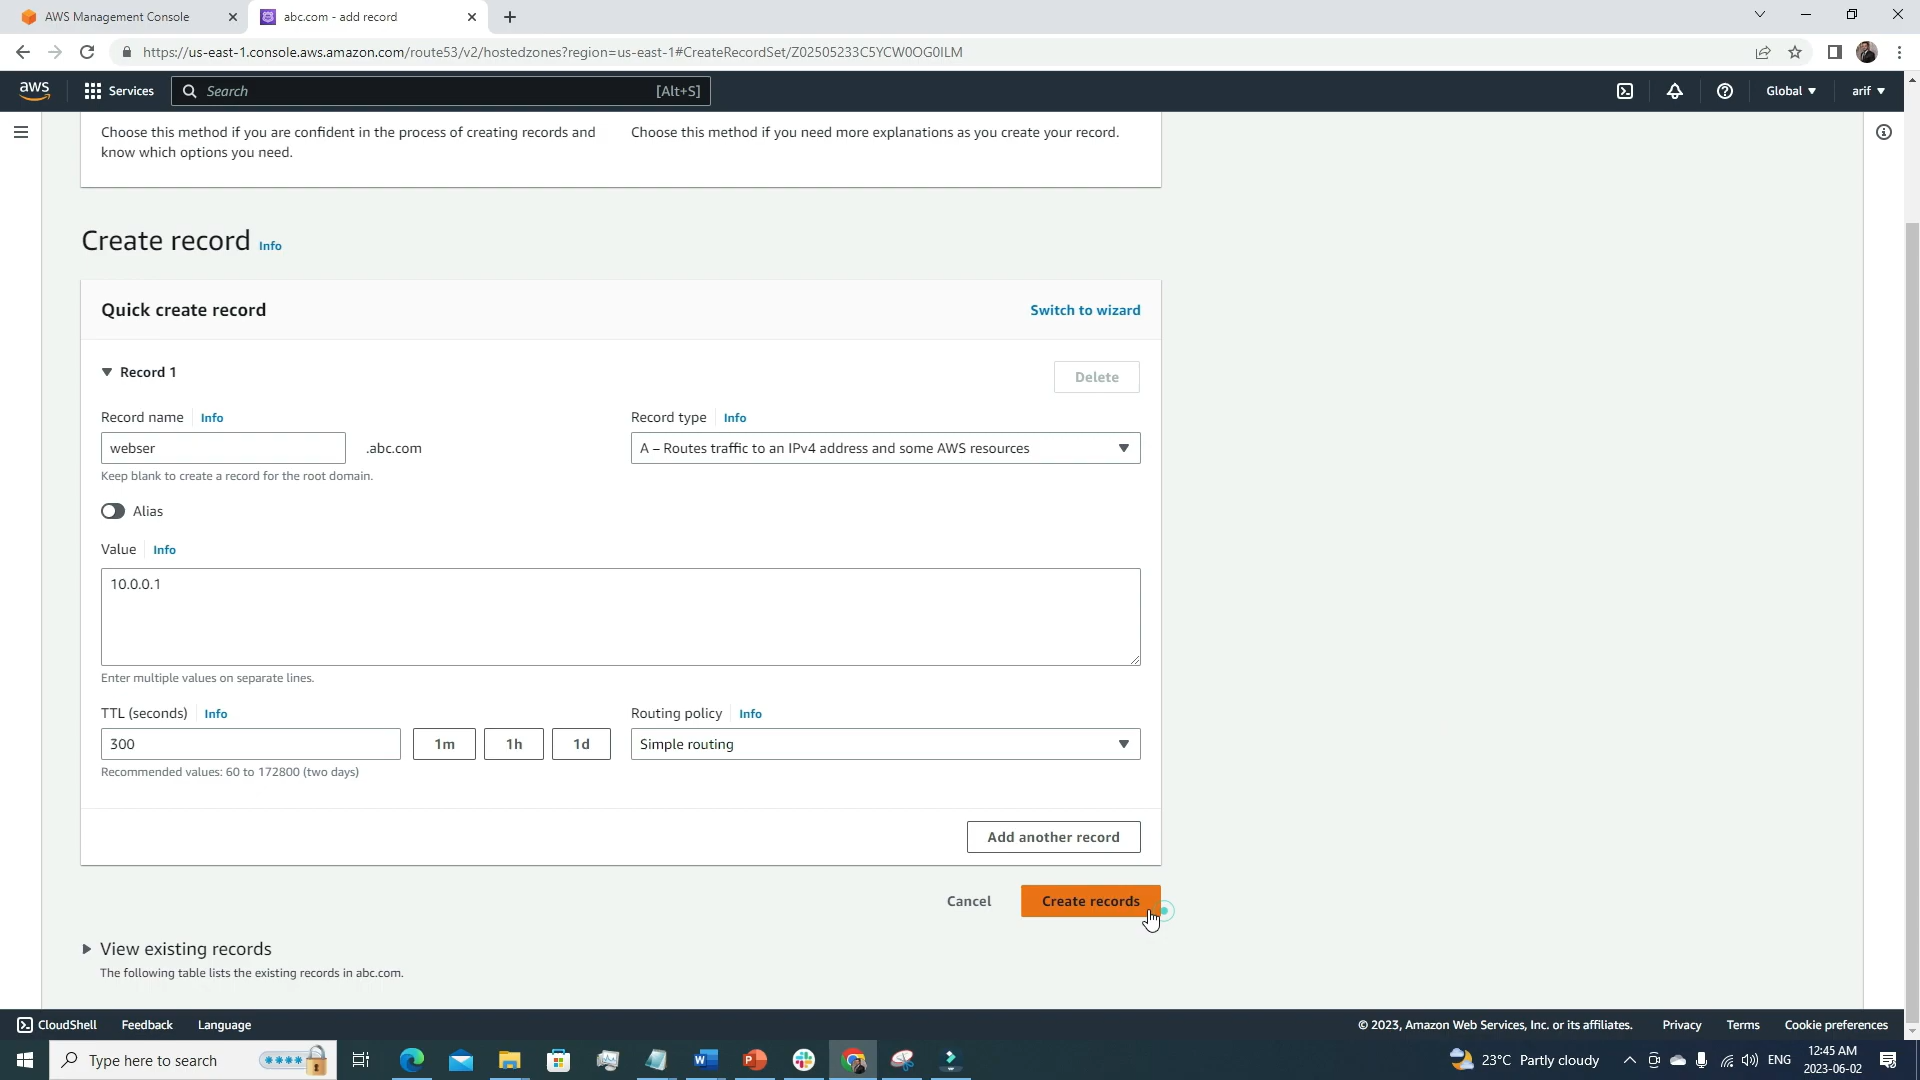 AWS Management Console
abc.com - add record
https://us-east-1.console.aws.amazon.com/route53/v2/hostedzones?region=us-east-1#CreateRecordSet/Z02505233C5YCW0OG0ILM
aws
Services
Search
[Alt+S]
Global
arif
Choose this method if you are confident in the process of creating records and
know which options you need.
Choose this method if you need more explanations as you create your record.
Create record Info
Quick create record
Switch to wizard
Record 1
Delete
Record name Info
Record type Info
webser
.abc.com
A – Routes traffic to an IPv4 address and some AWS resources
Keep blank to create a record for the root domain.
Alias
Value Info
10.0.0.1
Enter multiple values on separate lines.
TTL (seconds) Info
Routing policy Info
300
1m
1h
1d
Simple routing
Recommended values: 60 to 172800 (two days)
Add another record
Cancel
Create records
View existing records
The following table lists the existing records in abc.com.
CloudShell
Feedback
Language
© 2023, Amazon Web Services, Inc. or its affiliates.
Privacy
Terms
Cookie preferences
Type here to search
23°C Partly cloudy
ENG
12:45 AM
2023-06-02